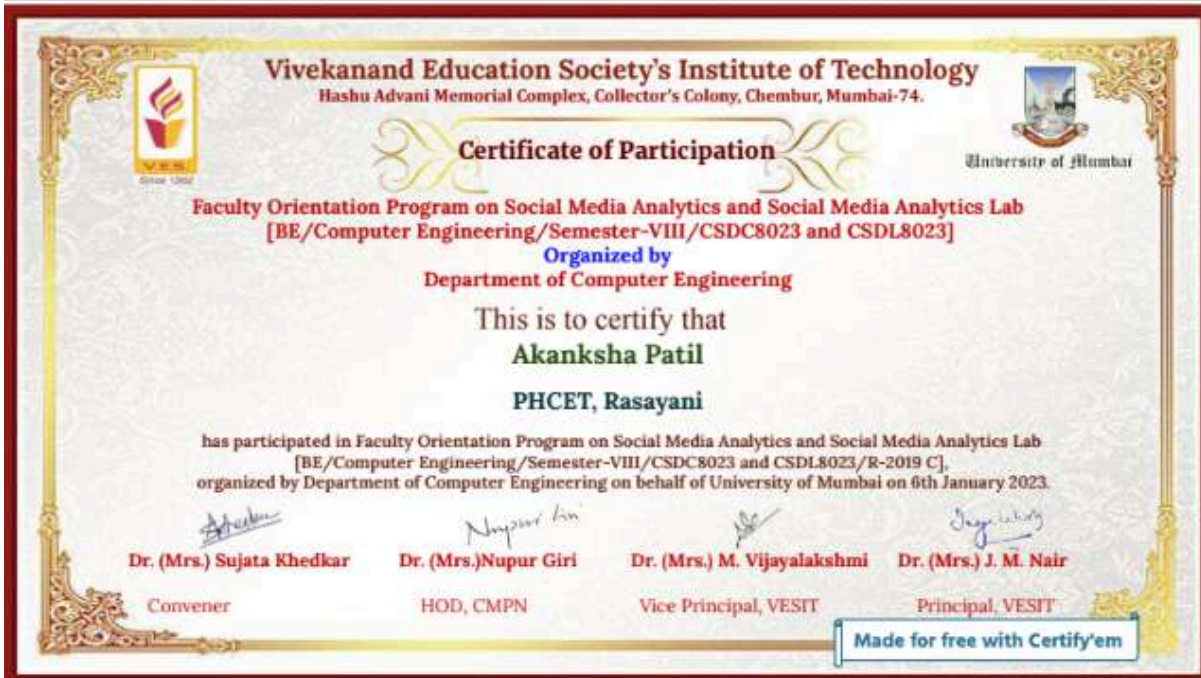 Vivekanand Education Society's Institute of Technology
Hashu Advani Memorial Complex, Collector's Colony, Chembur, Mumbai-74.
V.E.S.
Since 1962
Certificate of Participation
University of Mumbai
Faculty Orientation Program on Social Media Analytics and Social Media Analytics Lab
[BE/Computer Engineering/Semester-VIII/CSDC8023 and CSDL8023]
Organized by
Department of Computer Engineering
This is to certify that
Akanksha Patil
PHCET, Rasayani
has participated in Faculty Orientation Program on Social Media Analytics and Social Media Analytics Lab
[BE/Computer Engineering/Semester-VIII/CSDC8023 and CSDL8023/R-2019 C],
organized by Department of Computer Engineering on behalf of University of Mumbai on 6th January 2023.
Nupur Giri
Dr. (Mrs.) Sujata Khedkar Dr. (Mrs.)Nupur Giri Dr. (Mrs.) M. Vijayalakshmi Dr. (Mrs.) J. M. Nair
Convener HOD, CMPN Vice Principal, VESIT Principal, VESIT
Made for free with Certify'em